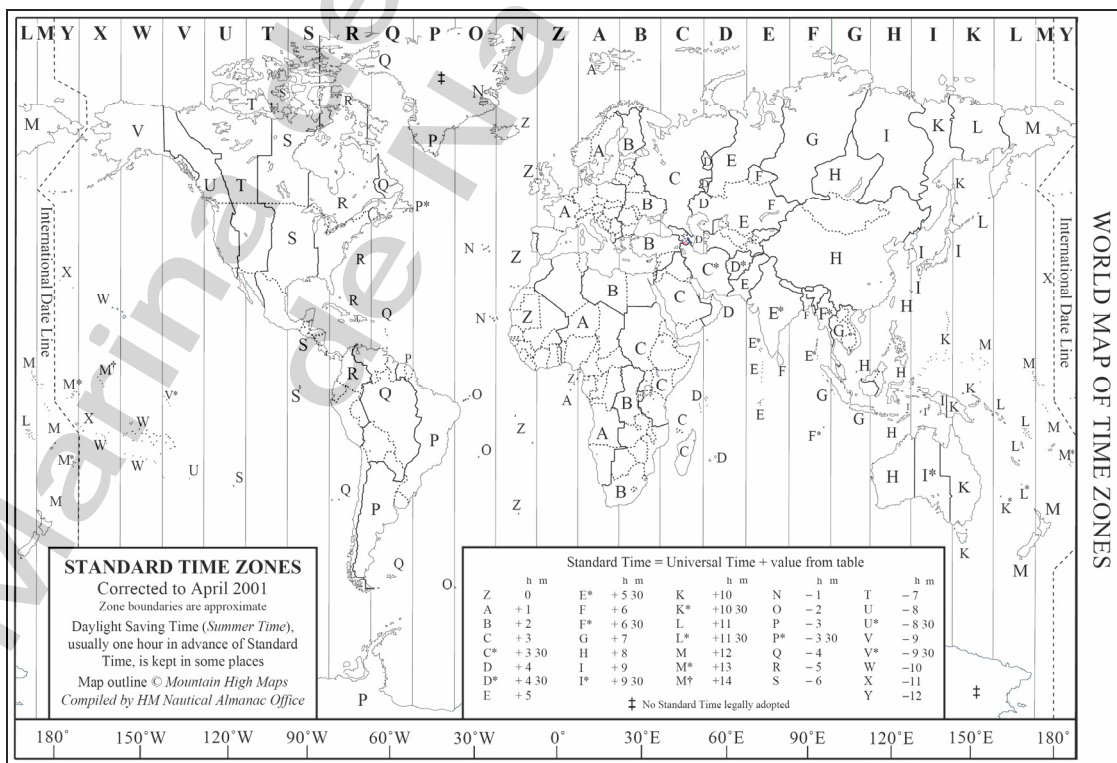 L M Y X W V U T S R Q P O N Z A B C D E F G H I K L M Y
WORLD MAP OF TIME ZONES
International Date Line
International Date Line
STANDARD TIME ZONES
Corrected to April 2001
Zone boundaries are approximate
Daylight Saving Time (Summer Time),
usually one hour in advance of Standard
Time, is kept in some places
Map outline © Mountain High Maps
Compiled by HM Nautical Almanac Office
Standard Time = Universal Time + value from table
h m h m h m h m h m
Z 0 E* + 5 30 K +10 N − 1 T − 7
A + 1 F + 6 K* +10 30 O − 2 U − 8
B + 2 F* + 6 30 L +11 P − 3 U* − 8 30
C + 3 G + 7 L* +11 30 P* − 3 30 V − 9
C* + 3 30 H + 8 M +12 Q − 4 V* − 9 30
D + 4 I + 9 M* +13 R − 5 W −10
D* + 4 30 I* + 9 30 M† +14 S − 6 X −11
E + 5 Y −12
‡ No Standard Time legally adopted
180° 150°W 120°W 90°W 60°W 30°W 0° 30°E 60°E 90°E 120°E 150°E 180°